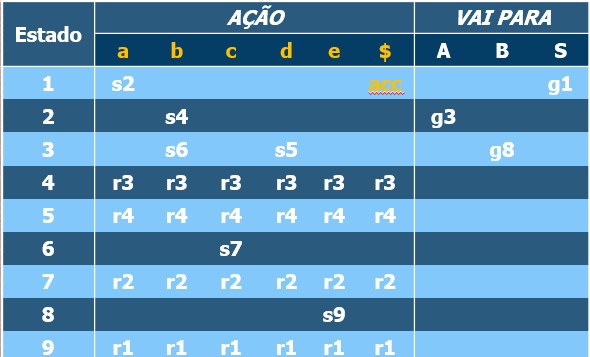 Estado AÇÃO VAI PARA
a b c d e $ A B S
1 s2 acc g1
2 s4 g3
3 s6 s5 g8
4 r3 r3 r3 r3 r3 r3
5 r4 r4 r4 r4 r4 r4
6 s7
7 r2 r2 r2 r2 r2 r2
8 s9
9 r1 r1 r1 r1 r1 r1